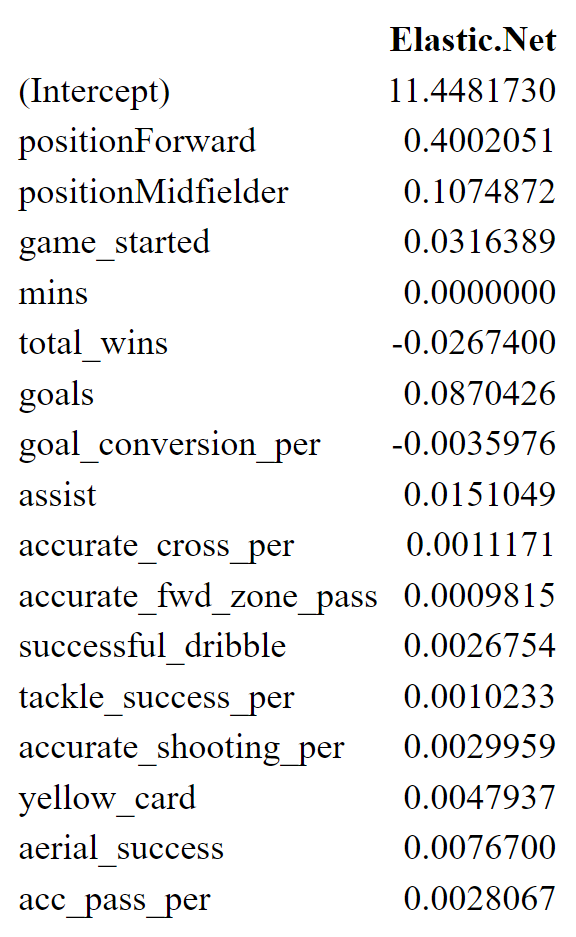 Elastic.Net
(Intercept) 11.4481730
positionForward 0.4002051
positionMidfielder 0.1074872
game_started 0.0316389
mins 0.0000000
total_wins -0.0267400
goals 0.0870426
goal_conversion_per -0.0035976
assist 0.0151049
accurate_cross_per 0.0011171
accurate_fwd_zone_pass 0.0009815
successful_dribble 0.0026754
tackle_success_per 0.0010233
accurate_shooting_per 0.0029959
yellow_card 0.0047937
aerial_success 0.0076700
acc_pass_per 0.0028067